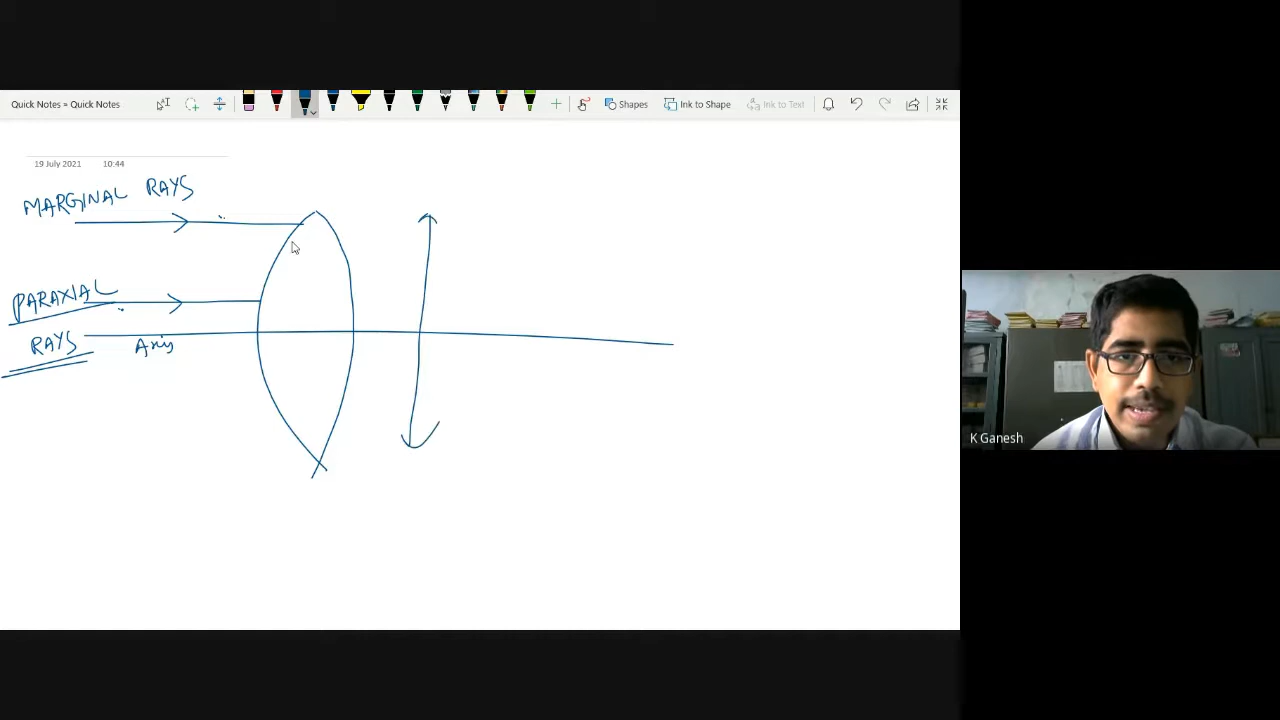 Quick Notes » Quick Notes
Shapes
Ink to Shape
Ink to Text
19 July 2021 10:44
MARGINAL RAYS
PARAXIAL
RAYS
Axis
K Ganesh